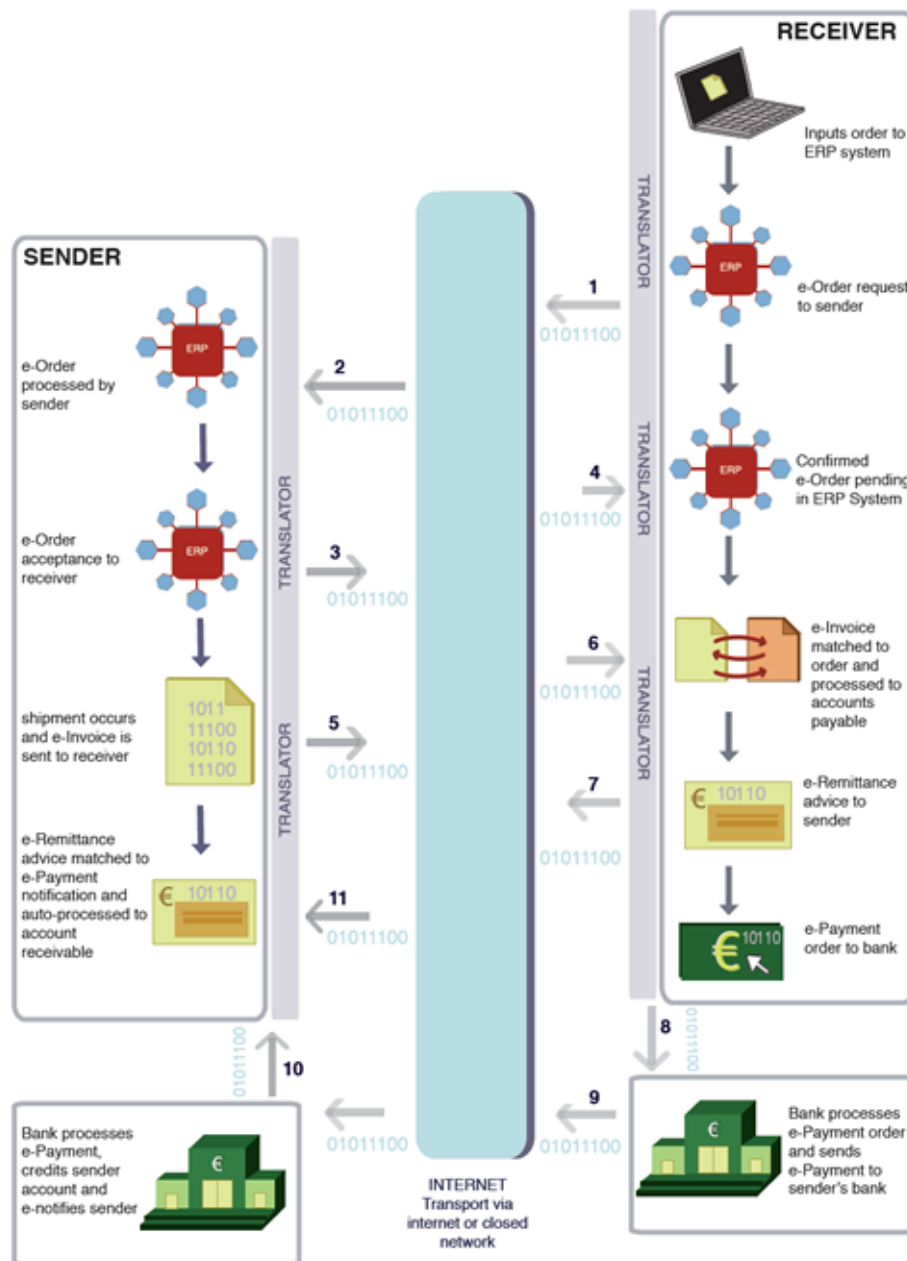 RECEIVER
Inputs order to
ERP system
TRANSLATOR
ERP
e-Order request
to sender
1
01011100
SENDER
ERP
e-Order
processed by
sender
2
01011100
TRANSLATOR
4
01011100
ERP
Confirmed
e-Order pending
in ERP System
ERP
e-Order
acceptance to
receiver
TRANSLATOR
3
01011100
6
01011100
TRANSLATOR
e-Invoice
matched to
order and
processed to
accounts
payable
shipment occurs
and e-Invoice is
sent to receiver
1011
11100
10110
11100
TRANSLATOR
5
01011100
7
01011100
€ 10110
e-Remittance
advice to
sender
e-Remittance
advice matched to
e-Payment
notification and
auto-processed to
account
receivable
€ 10110
11
01011100
€ 10110
e-Payment
order to bank
8
01011100
01011100
10
Bank processes
e-Payment,
credits sender
account and
e-notifies sender
€
01011100
9
01011100
€
Bank processes
e-Payment order
and sends
e-Payment to
sender's bank
INTERNET
Transport via
internet or closed
network